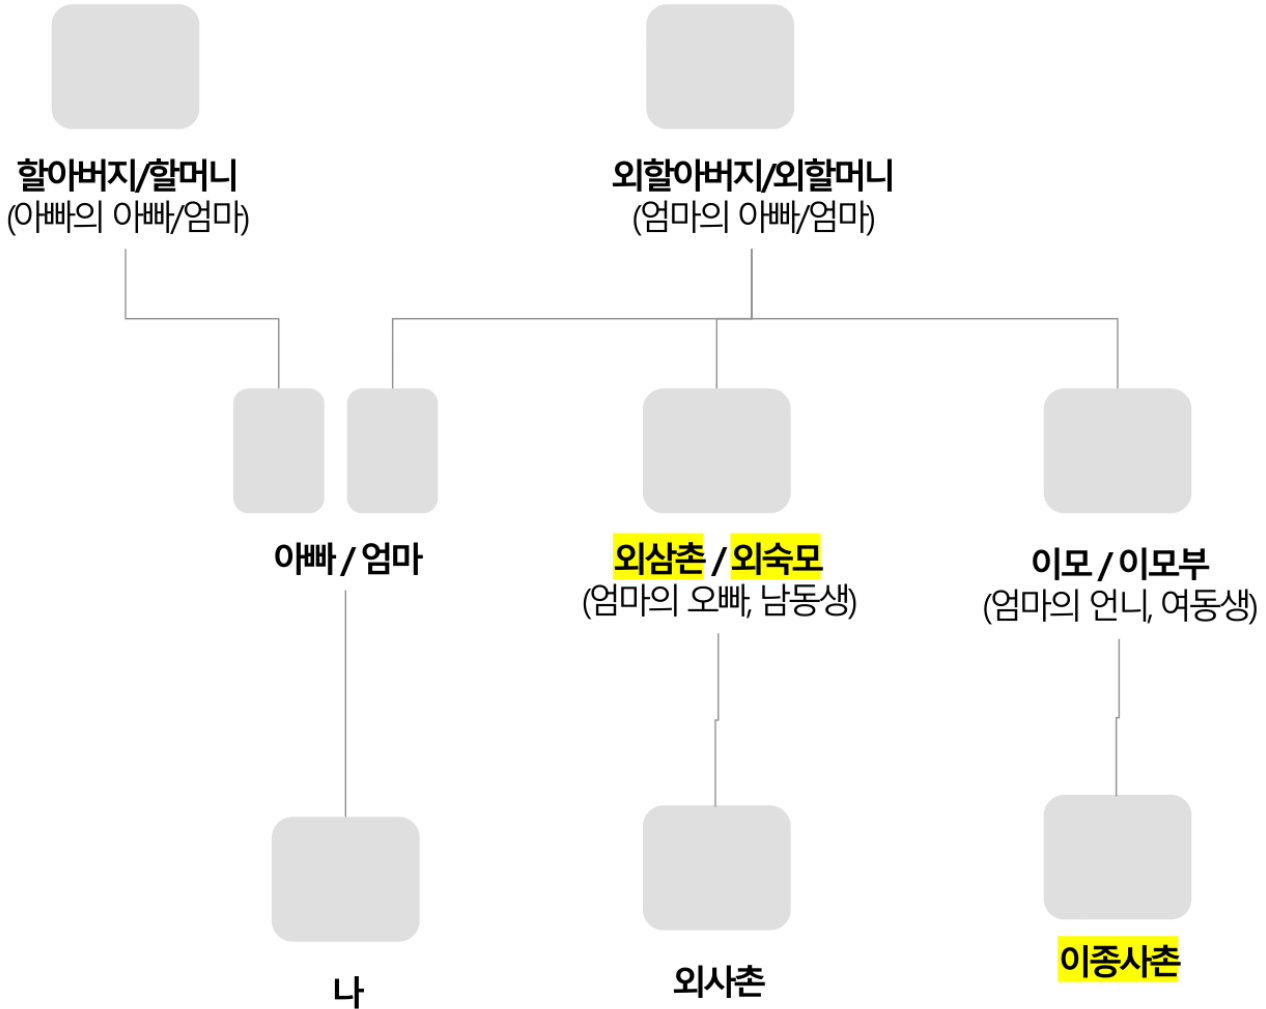 할아버지/할머니
(아빠의 아빠/엄마)
외할아버지/외할머니
(엄마의 아빠/엄마)
아빠 / 엄마
외삼촌 / 외숙모
(엄마의 오빠, 남동생)
이모 / 이모부
(엄마의 언니, 여동생)
나
외사촌
이종사촌